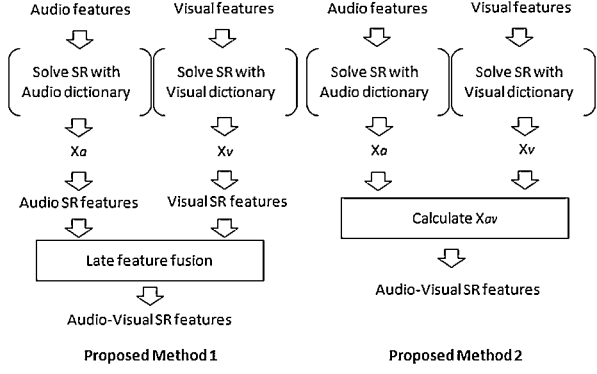 Audio features
Visual features
Audio features
Visual features
Solve SR with
Audio dictionary
Solve SR with
Visual dictionary
Solve SR with
Audio dictionary
Solve SR with
Visual dictionary
Xa
Xv
Xa
Xv
Audio SR features
Visual SR features
Late feature fusion
Calculate Xav
Audio-Visual SR features
Audio-Visual SR features
Proposed Method 1
Proposed Method 2